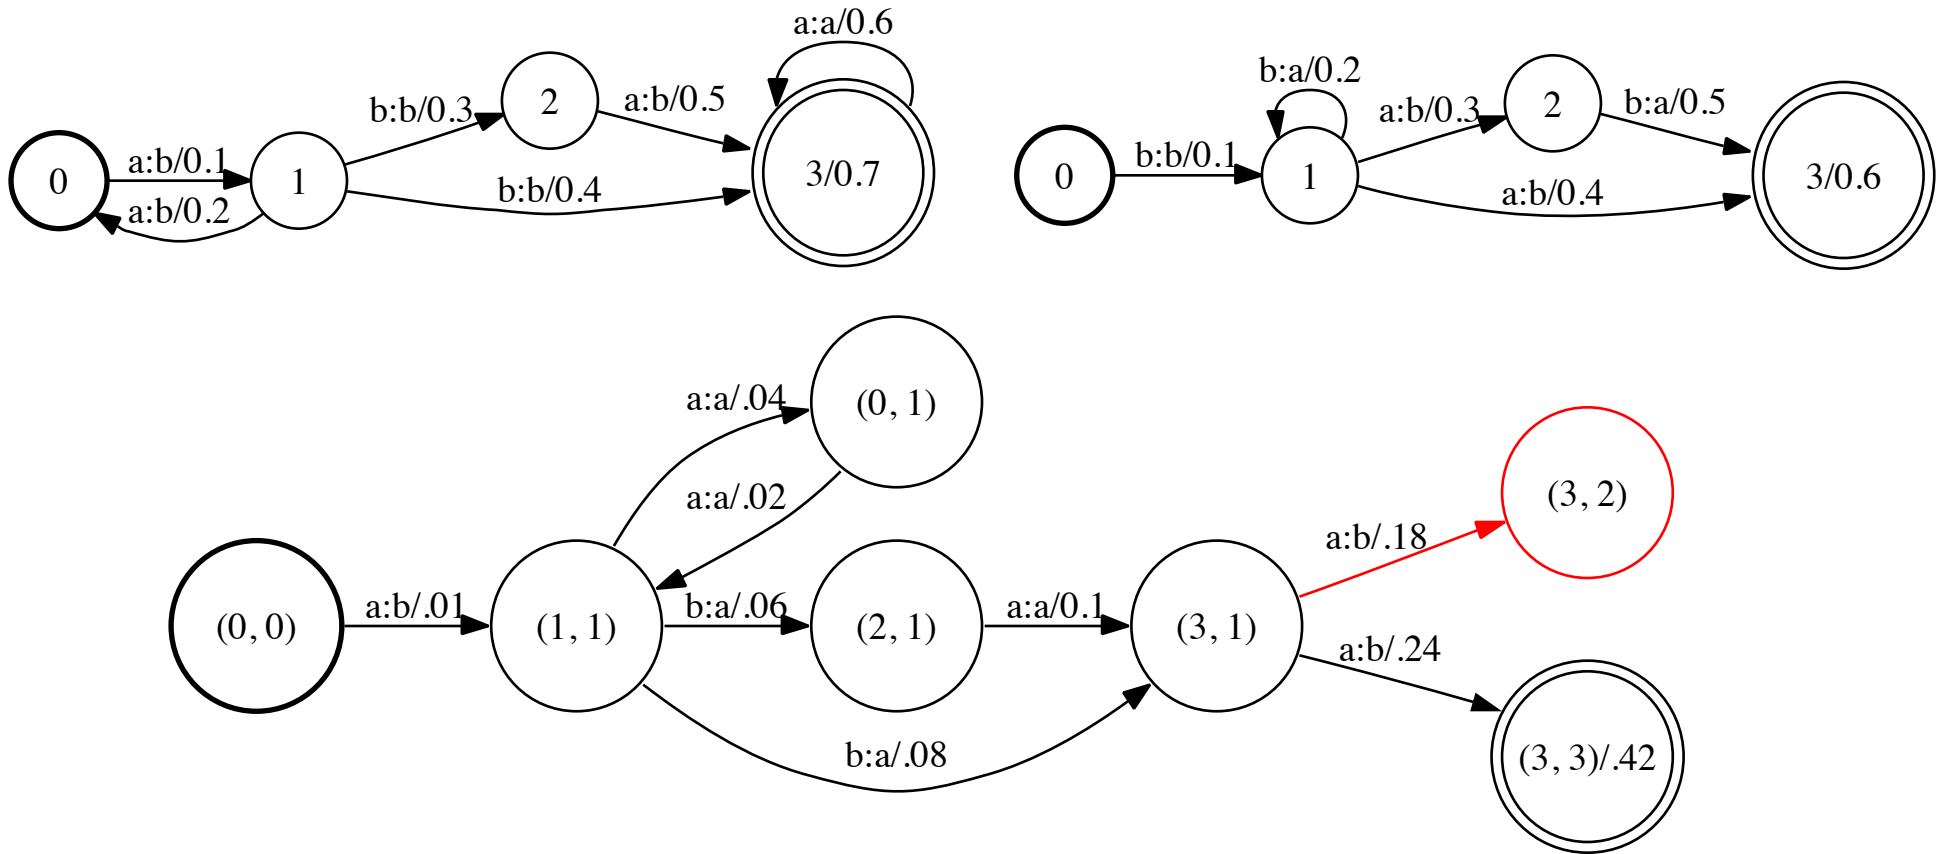 a:a/0.6
b:b/0.3
2
a:b/0.5
0
a:b/0.1
1
3/0.7
a:b/0.2
b:b/0.4
b:a/0.2
a:b/0.3
2
b:a/0.5
0
b:b/0.1
1
3/0.6
a:b/0.4
a:a/.04
(0, 1)
a:a/.02
(3, 2)
a:b/.18
(0, 0)
a:b/.01
(1, 1)
b:a/.06
(2, 1)
a:a/0.1
(3, 1)
a:b/.24
b:a/.08
(3, 3)/.42